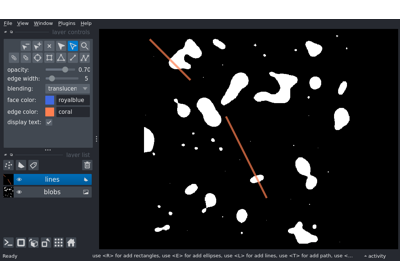 File View Window Plugins Help
layer controls
opacity: 0.70
edge width: 5
blending: translucen
face color: royalblue
edge color: coral
display text:
layer list
lines
blobs
Ready use <R> for add rectangles, use <E> for add ellipses, use <L> for add lines, use <T> for add path, use <... activity